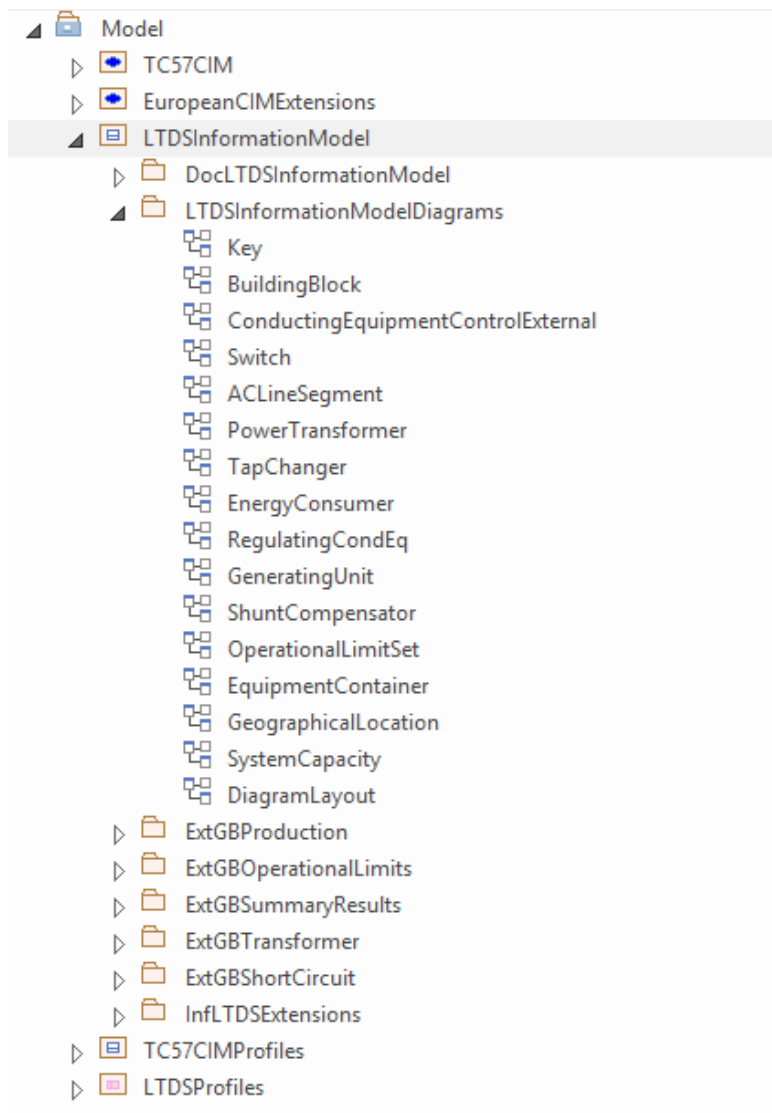 Model
TC57CIM
EuropeanCIMExtensions
LTDSInformationModel
DocLTDSInformationModel
LTDSInformationModelDiagrams
Key
BuildingBlock
ConductingEquipmentControlExternal
Switch
ACLineSegment
PowerTransformer
TapChanger
EnergyConsumer
RegulatingCondEq
GeneratingUnit
ShuntCompensator
OperationalLimitSet
EquipmentContainer
GeographicalLocation
SystemCapacity
DiagramLayout
ExtGBProduction
ExtGBOperationalLimits
ExtGBSummaryResults
ExtGBTransformer
ExtGBShortCircuit
InfLTDSExtensions
TC57CIMProfiles
LTDSProfiles